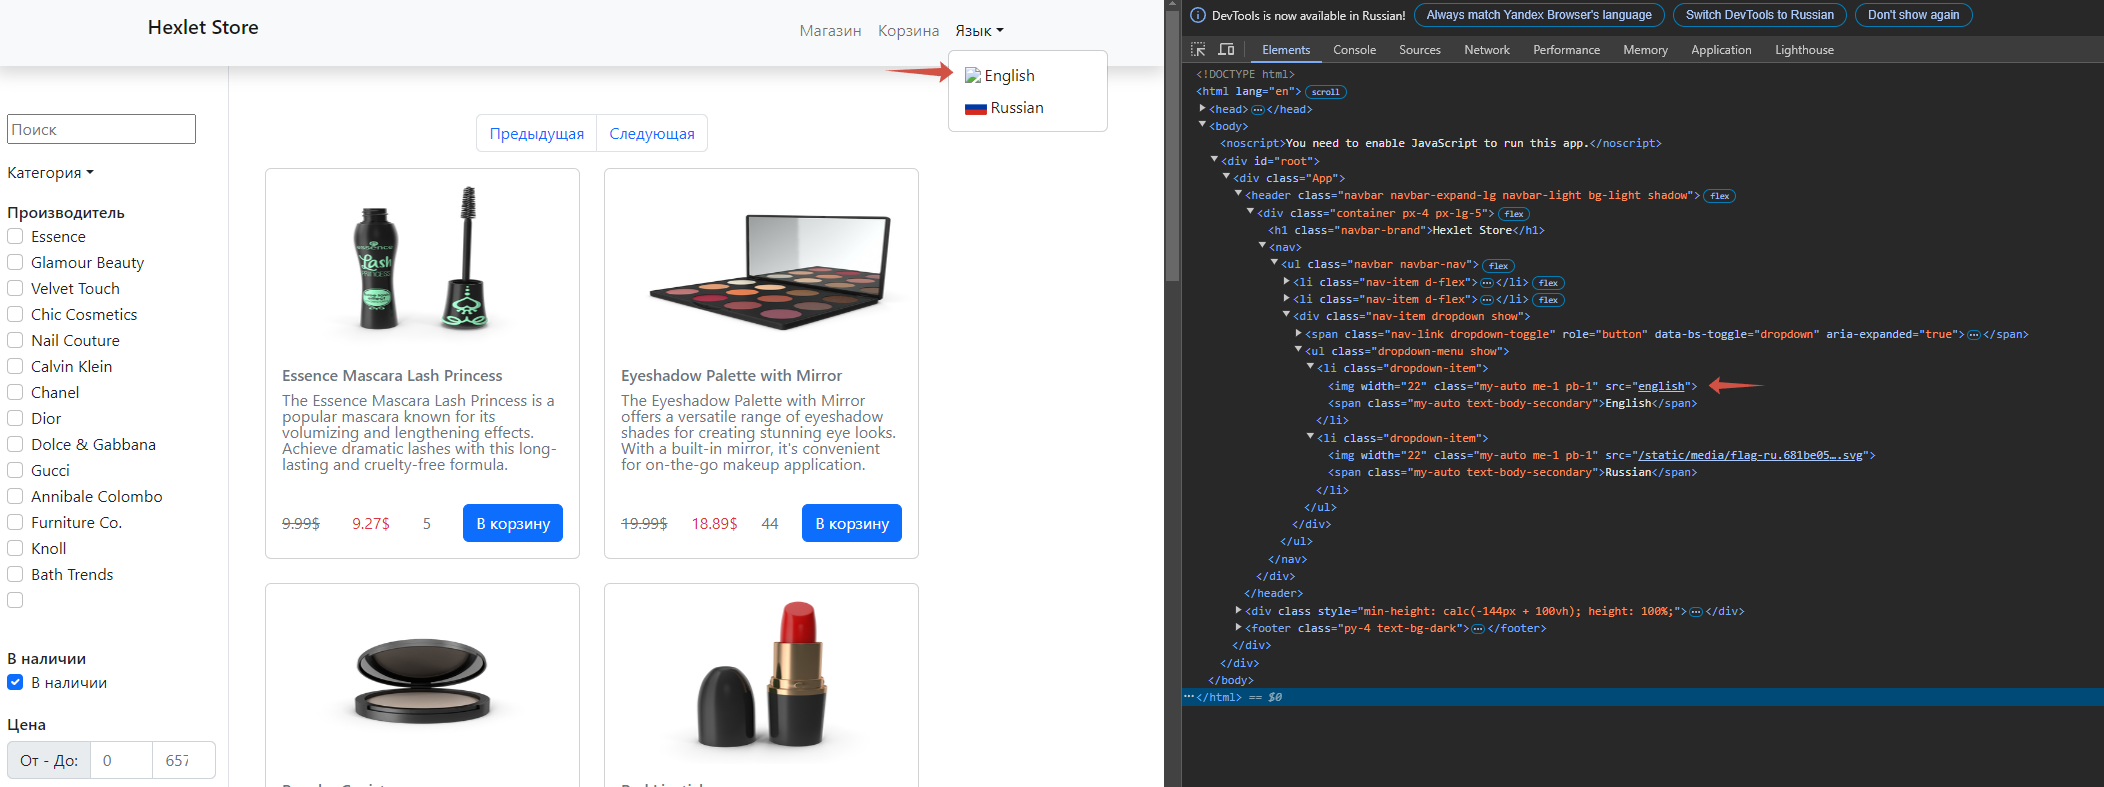 Hexlet Store
Магазин Корзина Язык
English
Russian
Поиск
Категория
Производитель
Essence
Glamour Beauty
Velvet Touch
Chic Cosmetics
Nail Couture
Calvin Klein
Chanel
Dior
Dolce & Gabbana
Gucci
Annibale Colombo
Furniture Co.
Knoll
Bath Trends
В наличии
В наличии
Цена
От - До: 0 657
Предыдущая Следующая
Essence Mascara Lash Princess
The Essence Mascara Lash Princess is a
popular mascara known for its
volumizing and lengthening effects.
Achieve dramatic lashes with this long-
lasting and cruelty-free formula.
9.99$ 9.27$ 5 В корзину
Eyeshadow Palette with Mirror
The Eyeshadow Palette with Mirror
offers a versatile range of eyeshadow
shades for creating stunning eye looks.
With a built-in mirror, it's convenient
for on-the-go makeup application.
19.99$ 18.89$ 44 В корзину
DevTools is now available in Russian! Always match Yandex Browser's language Switch DevTools to Russian Don't show again
Elements Console Sources Network Performance Memory Application Lighthouse
<!DOCTYPE html>
<html lang="en"> scroll
<head> ⋯ </head>
<body>
<noscript>You need to enable JavaScript to run this app.</noscript>
<div id="root">
<div class="App">
<header class="navbar navbar-expand-lg navbar-light bg-light shadow"> flex
<div class="container px-4 px-lg-5"> flex
<h1 class="navbar-brand">Hexlet Store</h1>
<nav>
<ul class="navbar navbar-nav"> flex
<li class="nav-item d-flex"> ⋯ </li> flex
<li class="nav-item d-flex"> ⋯ </li> flex
<div class="nav-item dropdown show">
<span class="nav-link dropdown-toggle" role="button" data-bs-toggle="dropdown" aria-expanded="true"> ⋯ </span>
<ul class="dropdown-menu show">
<li class="dropdown-item">
<img width="22" class="my-auto me-1 pb-1" src="english">
<span class="my-auto text-body-secondary">English</span>
</li>
<li class="dropdown-item">
<img width="22" class="my-auto me-1 pb-1" src="/static/media/flag-ru.681be05….svg">
<span class="my-auto text-body-secondary">Russian</span>
</li>
</ul>
</div>
</ul>
</nav>
</div>
</header>
<div class style="min-height: calc(-144px + 100vh); height: 100%;"> ⋯ </div>
<footer class="py-4 text-bg-dark"> ⋯ </footer>
</div>
</div>
</body>
⋯ </html> == $0